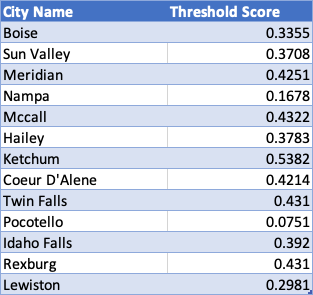 City Name Threshold Score
Boise 0.3355
Sun Valley 0.3708
Meridian 0.4251
Nampa 0.1678
Mccall 0.4322
Hailey 0.3783
Ketchum 0.5382
Coeur D'Alene 0.4214
Twin Falls 0.431
Pocotello 0.0751
Idaho Falls 0.392
Rexburg 0.431
Lewiston 0.2981